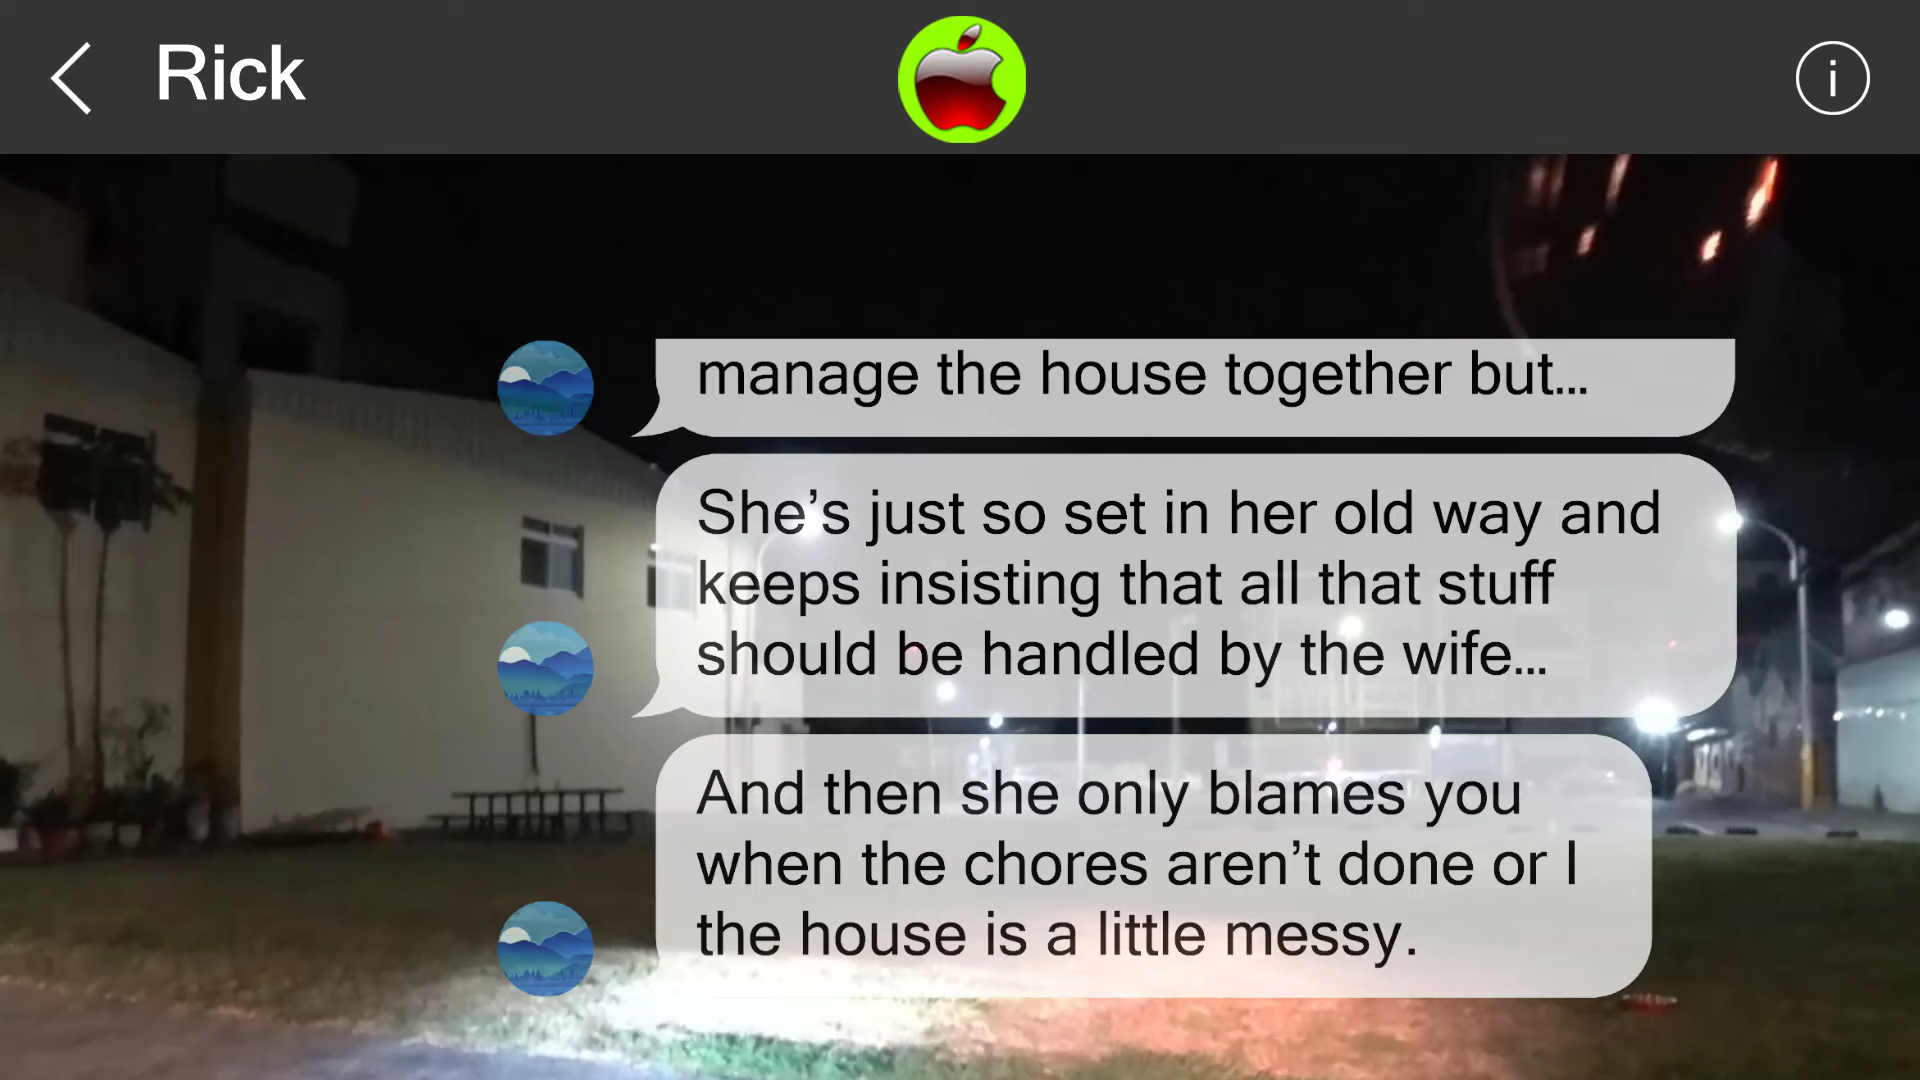 Rick
i
manage the house together but...
She’s just so set in her old way and
keeps insisting that all that stuff
should be handled by the wife...
And then she only blames you
when the chores aren’t done or I
the house is a little messy.